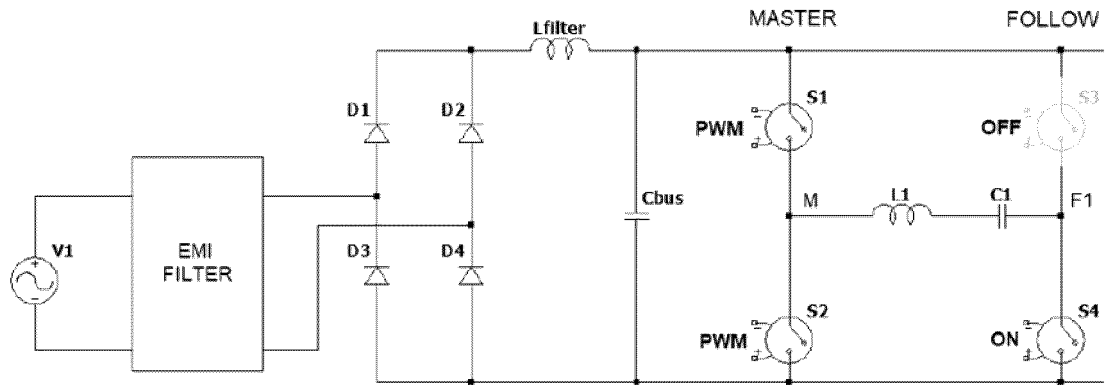 MASTER
FOLLOW
Lfilter
D1
D2
S1
S3
PWM
OFF
Cbus
M
L1
C1
F1
V1
EMI
FILTER
D3
D4
S2
S4
PWM
ON